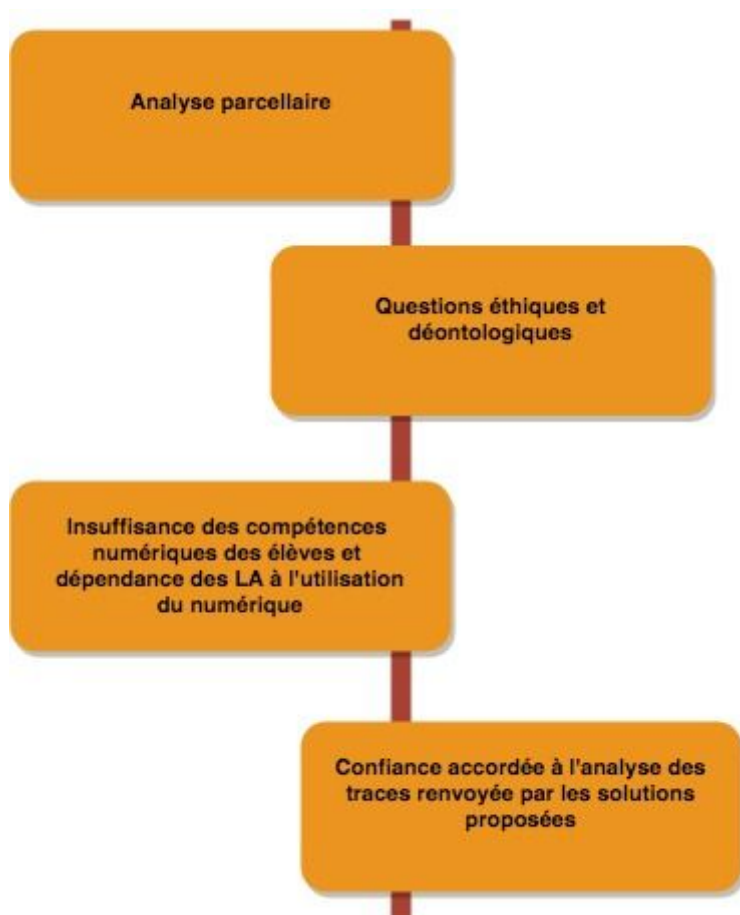 Analyse parcellaire
Questions éthiques et
déontologiques
Insuffisance des compétences
numériques des élèves et
dépendance des LA à l'utilisation
du numérique
Confiance accordée à l'analyse des
traces renvoyée par les solutions
proposées